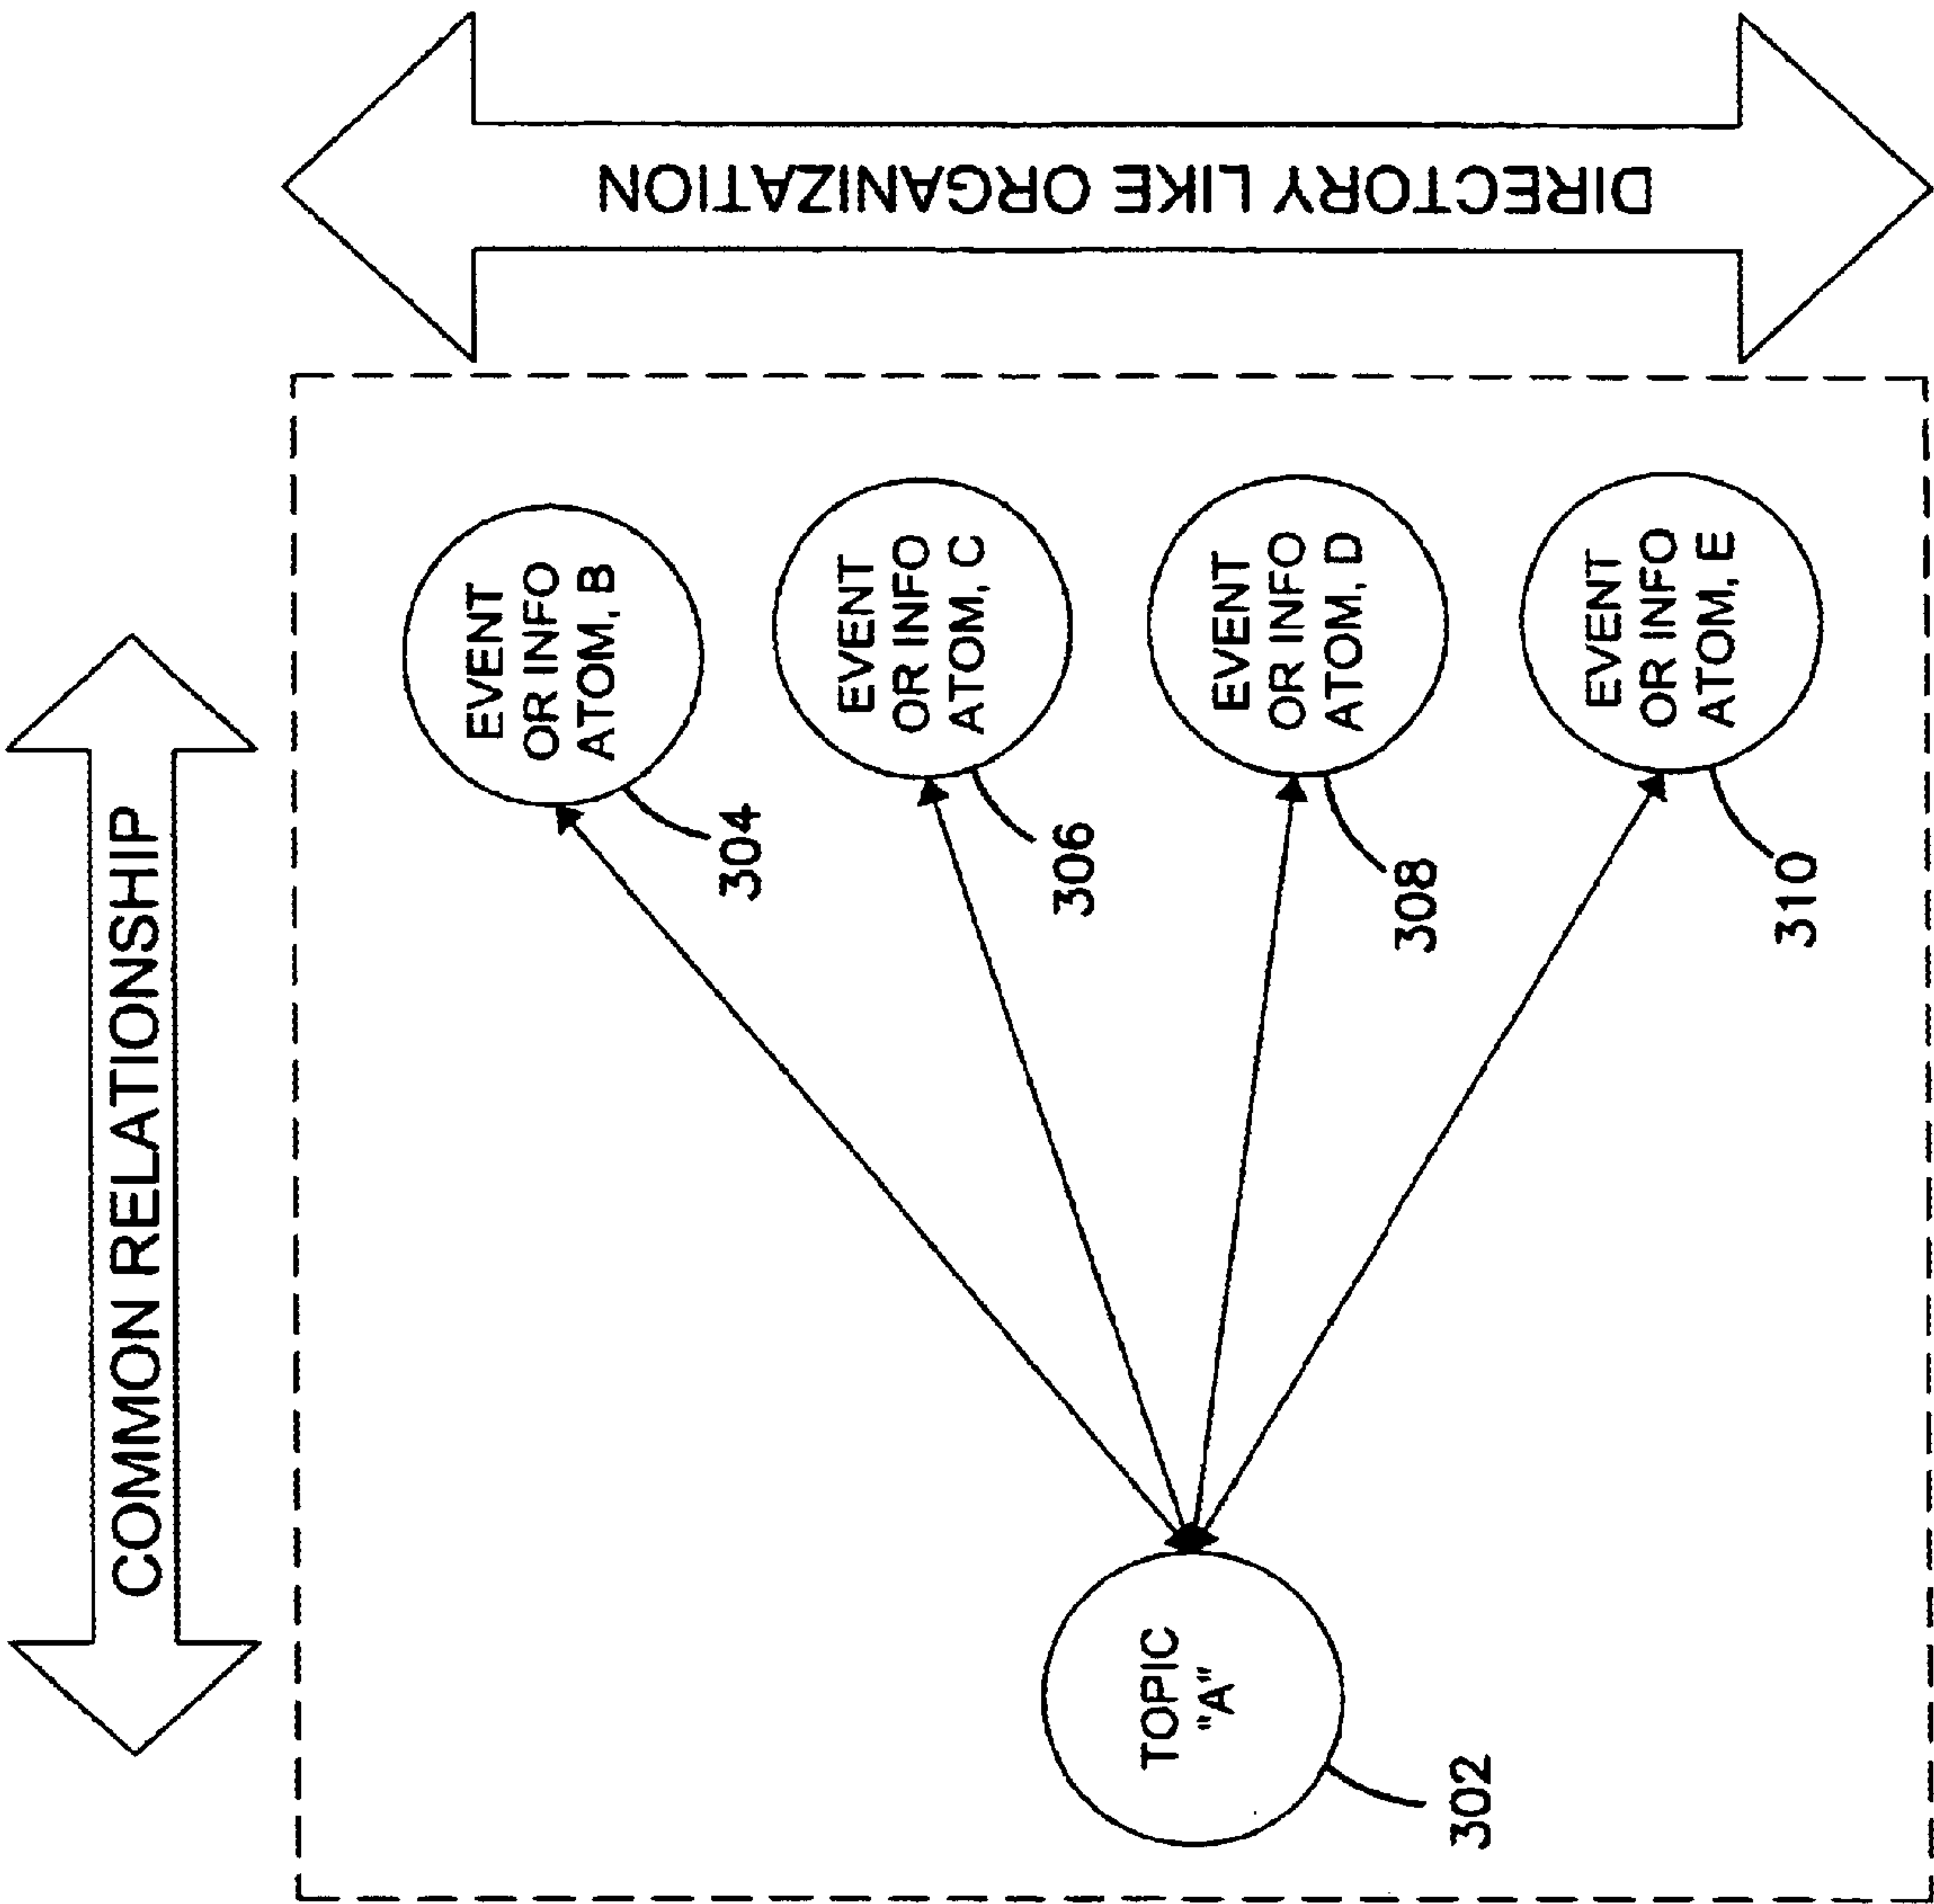 COMMON RELATIONSHIP
DIRECTORY LIKE ORGANIZATION
TOPIC
"A"
302
EVENT
OR INFO
ATOM, B
304
EVENT
OR INFO
ATOM, C
306
EVENT
OR INFO
ATOM, D
308
EVENT
OR INFO
ATOM, E
310